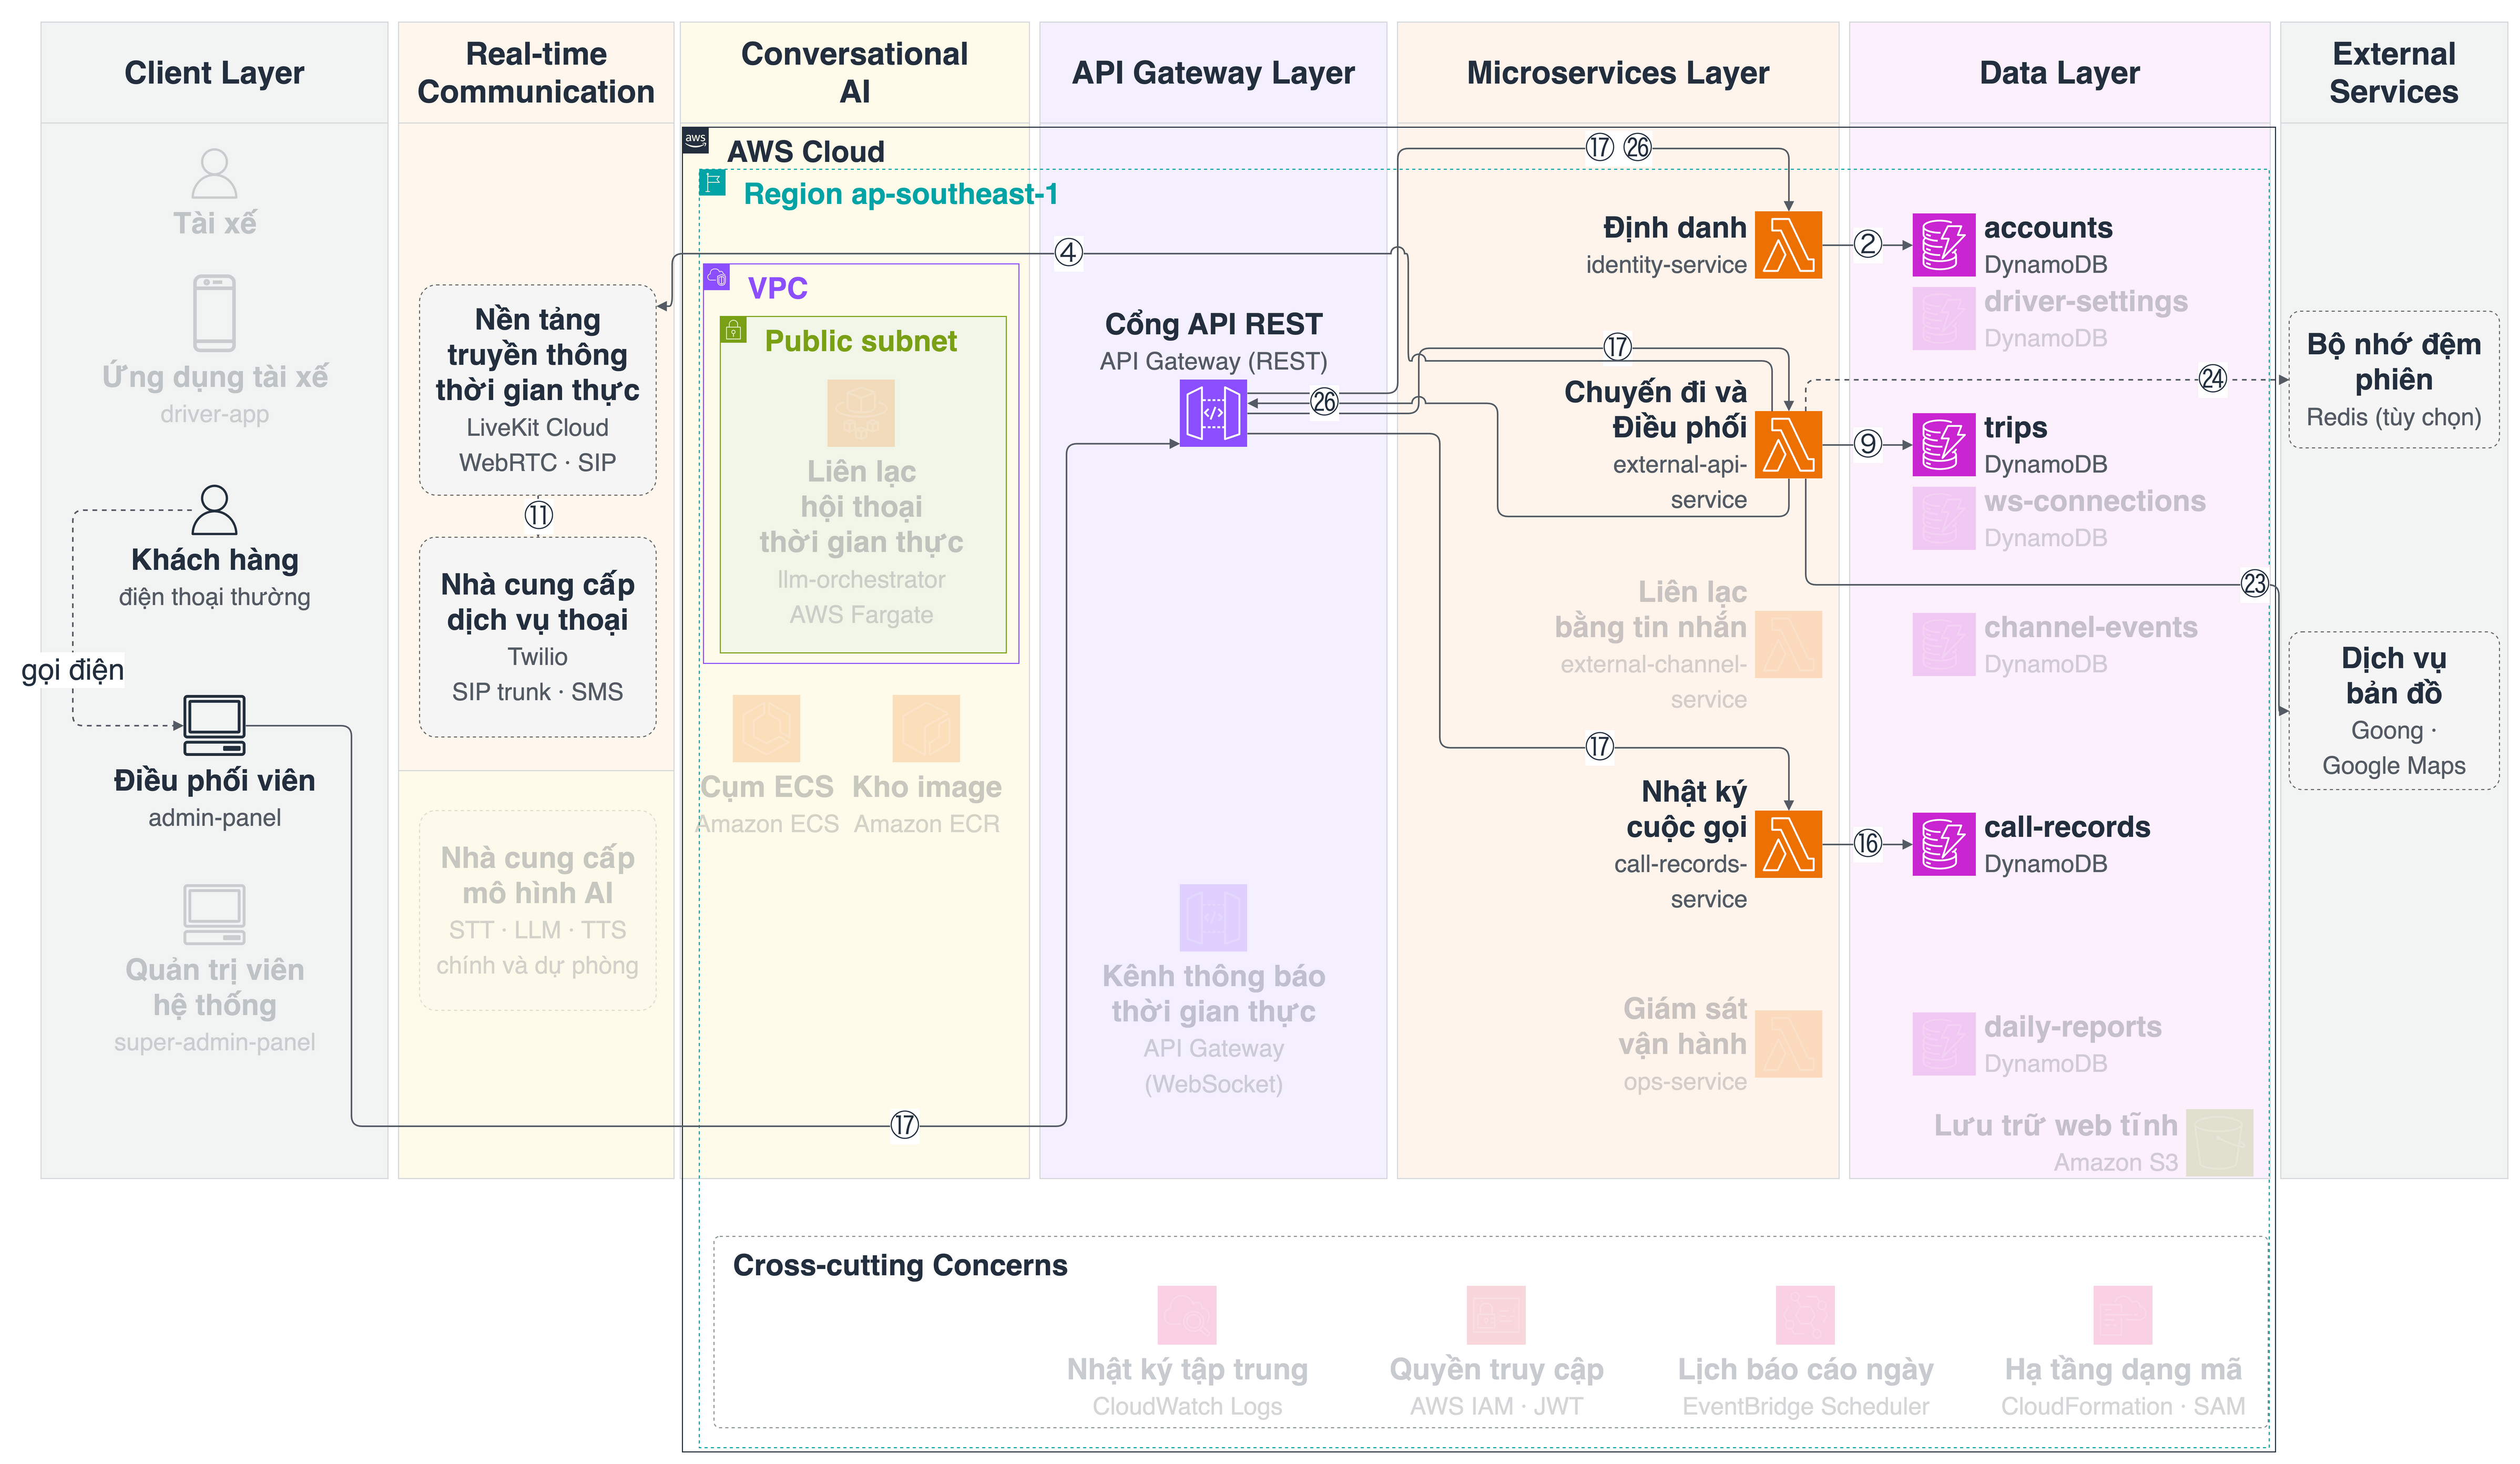 Client Layer
Real-time
Communication
Conversational
AI
API Gateway Layer
Microservices Layer
Data Layer
External
Services
Tài xế
Ứng dụng tài xế
driver-app
Khách hàng
điện thoại thường
gọi điện
Điều phối viên
admin-panel
Quản trị viên
hệ thống
super-admin-panel
Nền tảng
truyền thông
thời gian thực
LiveKit Cloud
WebRTC · SIP
⑪
Nhà cung cấp
dịch vụ thoại
Twilio
SIP trunk · SMS
Nhà cung cấp
mô hình AI
STT · LLM · TTS
chính và dự phòng
aws
AWS Cloud
Region ap-southeast-1
④
VPC
Public subnet
Liên lạc
hội thoại
thời gian thực
llm-orchestrator
AWS Fargate
Cụm ECS
Amazon ECS
Kho image
Amazon ECR
⑰
Cổng API REST
API Gateway (REST)
㉖
Kênh thông báo
thời gian thực
API Gateway
(WebSocket)
⑰ ㉖
Định danh
identity-service
②
⑰
Chuyến đi và
Điều phối
external-api-
service
⑨
Liên lạc
bằng tin nhắn
external-channel-
service
⑰
Nhật ký
cuộc gọi
call-records-
service
⑯
Giám sát
vận hành
ops-service
accounts
DynamoDB
driver-settings
DynamoDB
㉔
trips
DynamoDB
ws-connections
DynamoDB
㉓
channel-events
DynamoDB
call-records
DynamoDB
daily-reports
DynamoDB
Lưu trữ web tĩnh
Amazon S3
Bộ nhớ đệm
phiên
Redis (tùy chọn)
Dịch vụ
bản đồ
Goong ·
Google Maps
Cross-cutting Concerns
Nhật ký tập trung
CloudWatch Logs
Quyền truy cập
AWS IAM · JWT
Lịch báo cáo ngày
EventBridge Scheduler
Hạ tầng dạng mã
CloudFormation · SAM